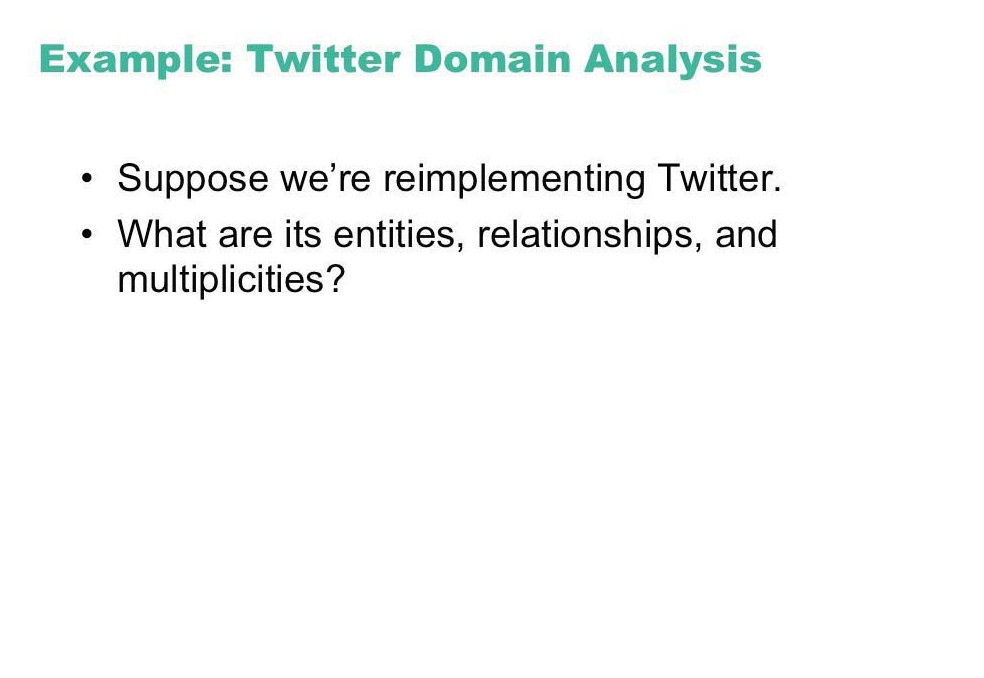 Example: Twitter Domain Analysis
• Suppose we’re reimplementing Twitter.
• What are its entities, relationships, and
multiplicities?